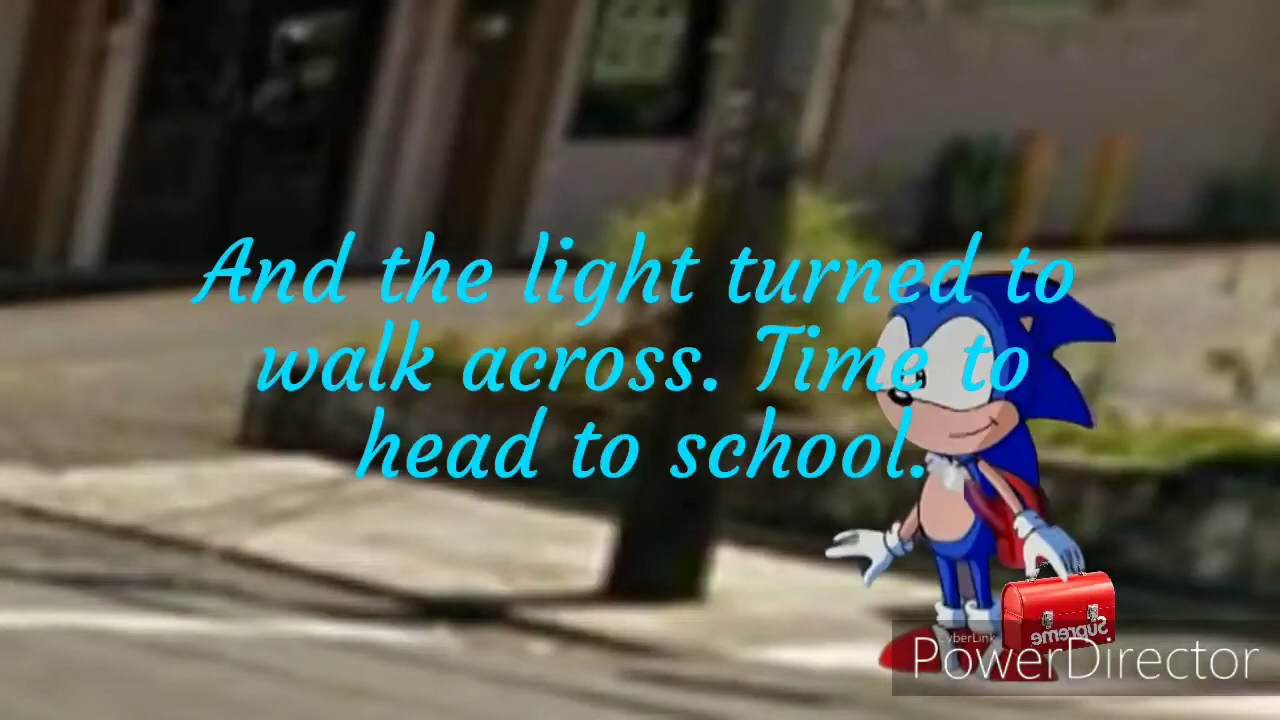 And the light turned to
walk across. Time to
head to school.
Supreme
CyberLink
PowerDirector